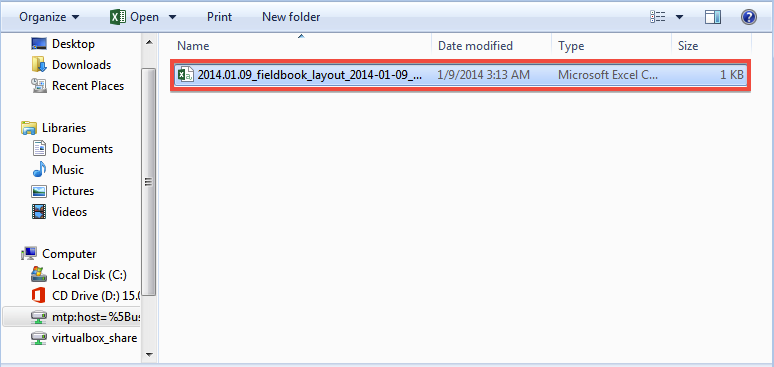 Organize Open New folder
Name Date modified Type Size
2014.01.09_fieldbook_layout_2014-01-09_... 1/9/2014 3:13 AM Microsoft Excel C... 1 KB
Desktop
Downloads
Recent Places
Libraries
Documents
Music
Pictures
Videos
Computer
Local Disk (C:)
CD Drive (D:) 15.0
mtp:host=%5Bus
virtualbox_share